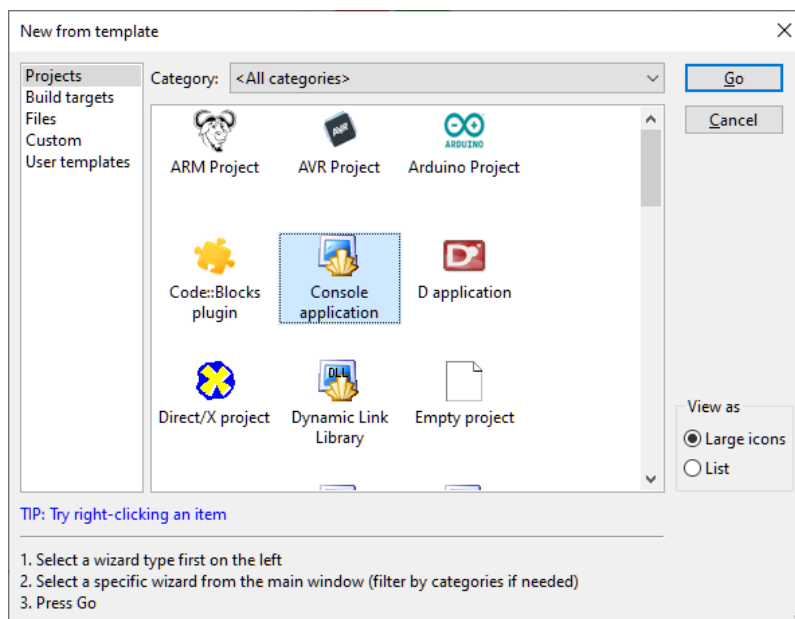 New from template
Projects
Build targets
Files
Custom
User templates
Category: <All categories>
Go
Cancel
AVR
ARDUINO
ARM Project
AVR Project
Arduino Project
Code::Blocks
plugin
Console
application
D
D application
DLL
Direct/X project
Dynamic Link
Library
Empty project
View as
Large icons
List
TIP: Try right-clicking an item
1. Select a wizard type first on the left
2. Select a specific wizard from the main window (filter by categories if needed)
3. Press Go